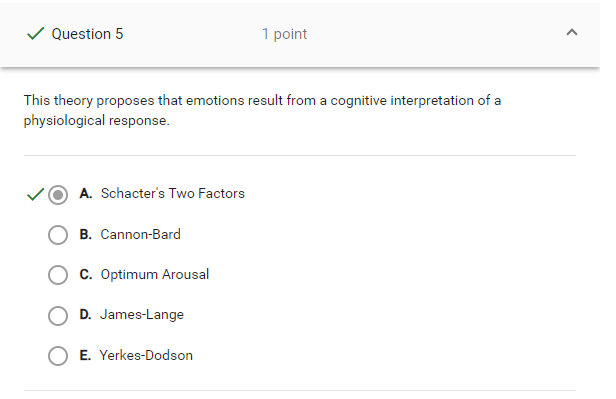 Question 5
1 point
This theory proposes that emotions result from a cognitive interpretation of a
physiological response.
A. Schacter's Two Factors
B. Cannon-Bard
C. Optimum Arousal
D. James-Lange
E. Yerkes-Dodson